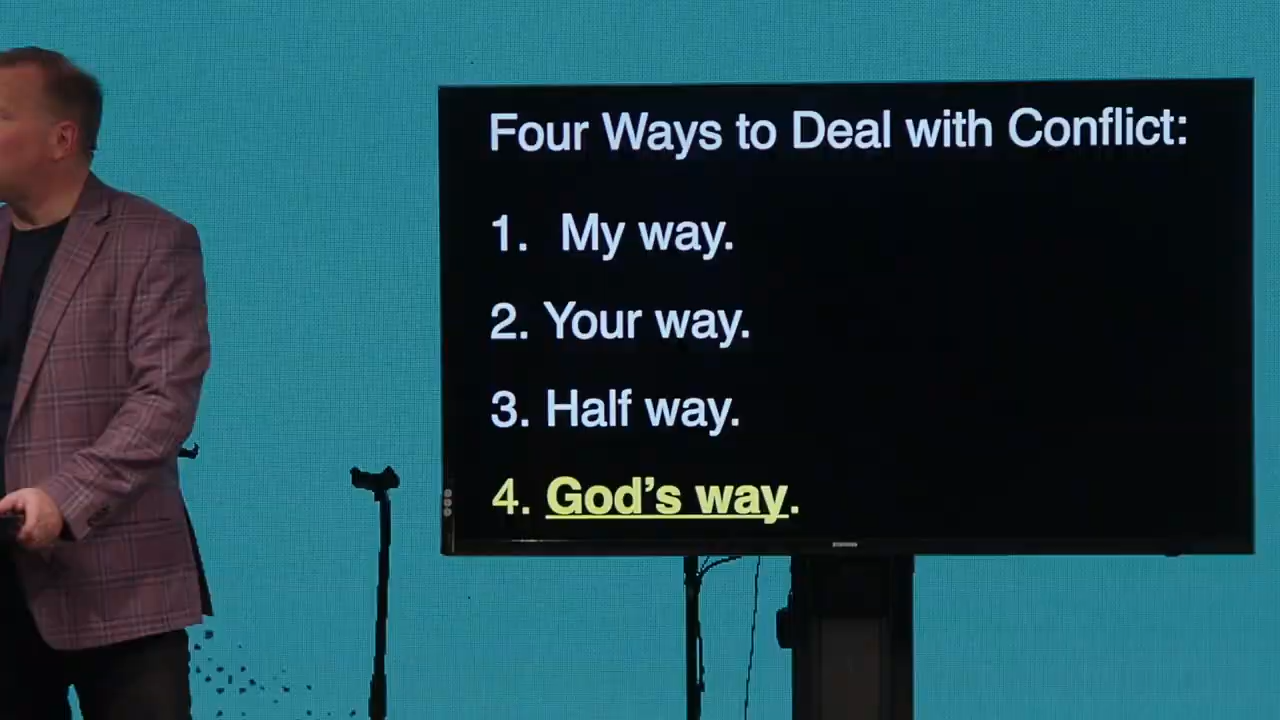 Four Ways to Deal with Conflict:
1. My way.
2. Your way.
3. Half way.
4. God's way.